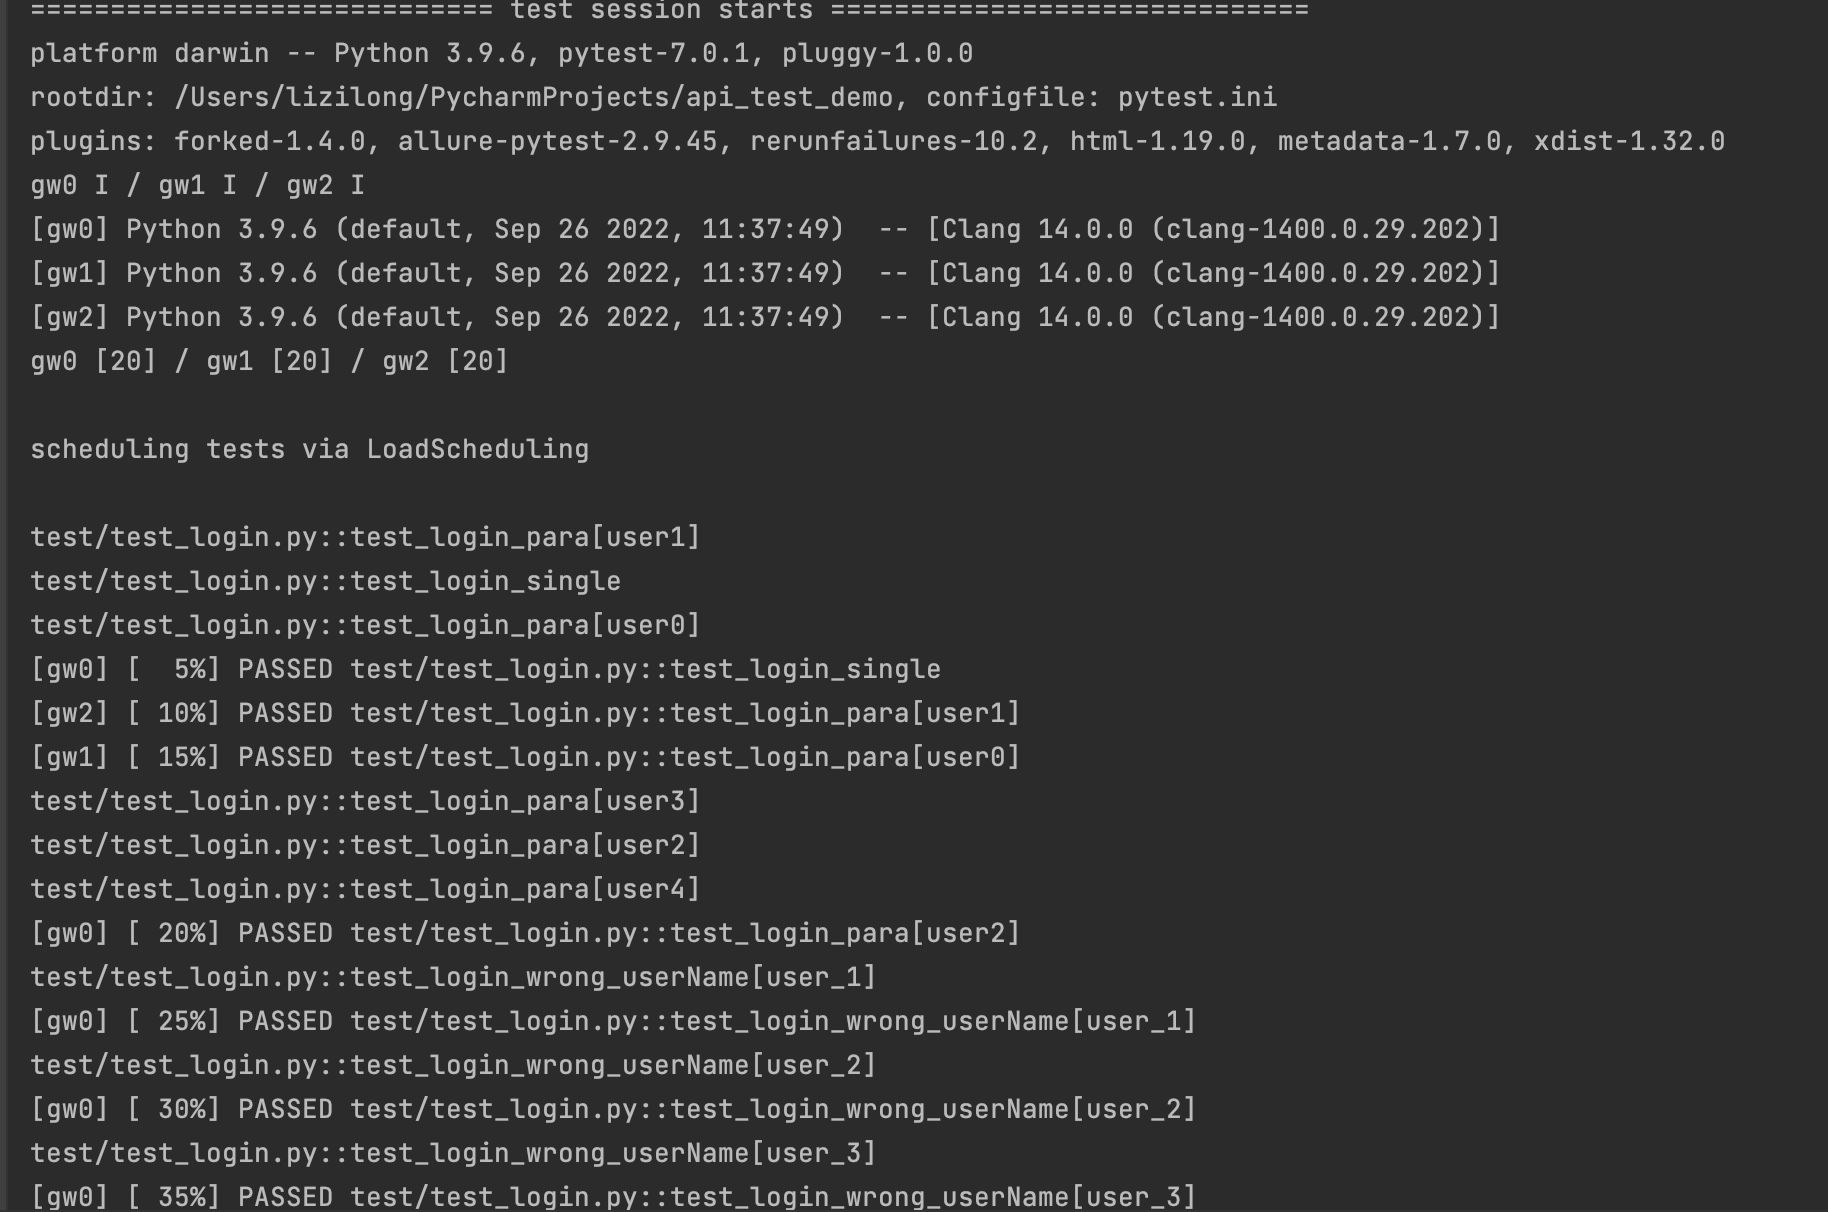 ============================= test session starts ==============================
platform darwin -- Python 3.9.6, pytest-7.0.1, pluggy-1.0.0
rootdir: /Users/lizilong/PycharmProjects/api_test_demo, configfile: pytest.ini
plugins: forked-1.4.0, allure-pytest-2.9.45, rerunfailures-10.2, html-1.19.0, metadata-1.7.0, xdist-1.32.0
gw0 I / gw1 I / gw2 I
[gw0] Python 3.9.6 (default, Sep 26 2022, 11:37:49)  -- [Clang 14.0.0 (clang-1400.0.29.202)]
[gw1] Python 3.9.6 (default, Sep 26 2022, 11:37:49)  -- [Clang 14.0.0 (clang-1400.0.29.202)]
[gw2] Python 3.9.6 (default, Sep 26 2022, 11:37:49)  -- [Clang 14.0.0 (clang-1400.0.29.202)]
gw0 [20] / gw1 [20] / gw2 [20]
scheduling tests via LoadScheduling
test/test_login.py::test_login_para[user1]
test/test_login.py::test_login_single
test/test_login.py::test_login_para[user0]
[gw0] [  5%] PASSED test/test_login.py::test_login_single
[gw2] [ 10%] PASSED test/test_login.py::test_login_para[user1]
[gw1] [ 15%] PASSED test/test_login.py::test_login_para[user0]
test/test_login.py::test_login_para[user3]
test/test_login.py::test_login_para[user2]
test/test_login.py::test_login_para[user4]
[gw0] [ 20%] PASSED test/test_login.py::test_login_para[user2]
test/test_login.py::test_login_wrong_userName[user_1]
[gw0] [ 25%] PASSED test/test_login.py::test_login_wrong_userName[user_1]
test/test_login.py::test_login_wrong_userName[user_2]
[gw0] [ 30%] PASSED test/test_login.py::test_login_wrong_userName[user_2]
test/test_login.py::test_login_wrong_userName[user_3]
[gw0] [ 35%] PASSED test/test_login.py::test_login_wrong_userName[user_3]